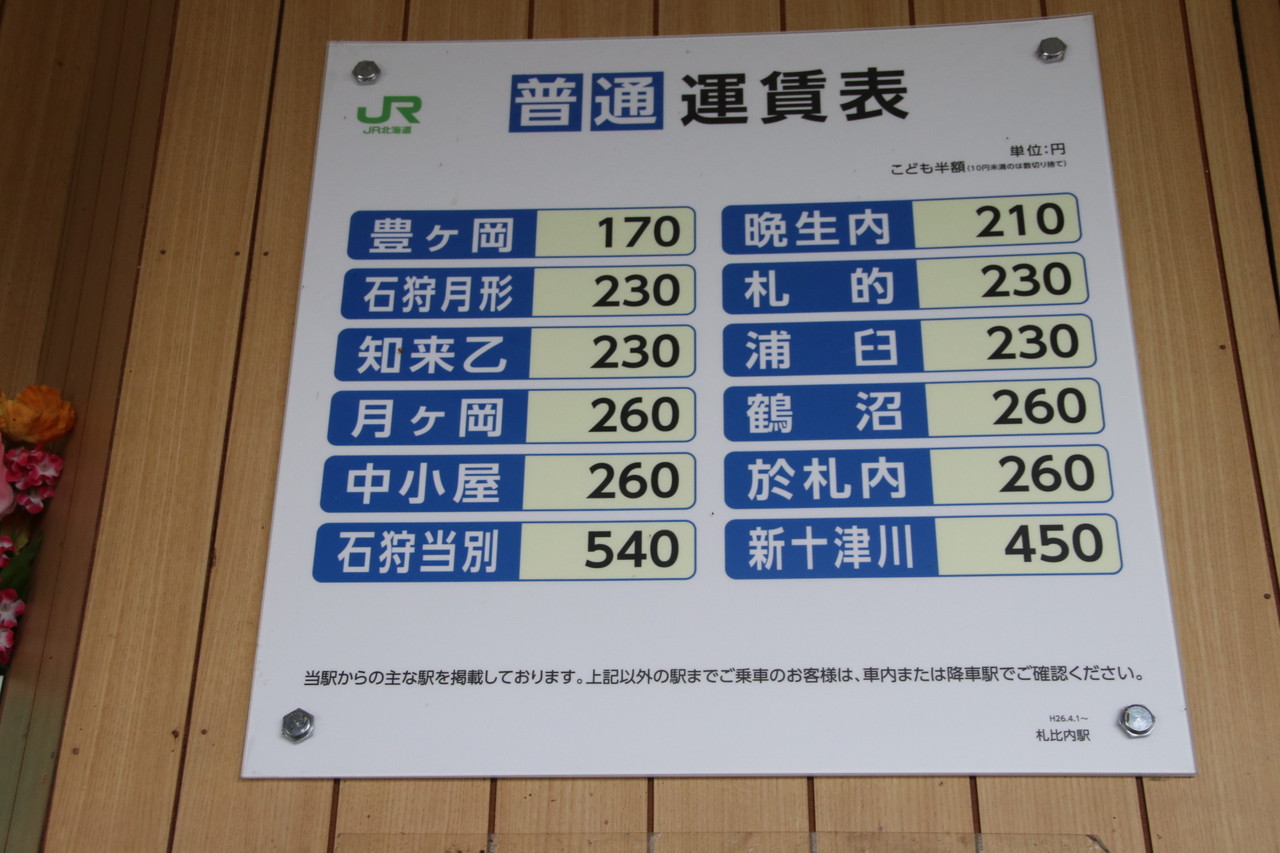 JR
JR北海道
普通運賃表
単位:円
こども半額(10円未満のは数切り捨て)
豊ヶ岡 170
石狩月形 230
知来乙 230
月ヶ岡 260
中小屋 260
石狩当別 540
晩生内 210
札的 230
浦臼 230
鶴沼 260
於札内 260
新十津川 450
当駅からの主な駅を掲載しております。上記以外の駅までご乗車のお客様は、車内または降車駅でご確認ください。
H26.4.1~
札比内駅